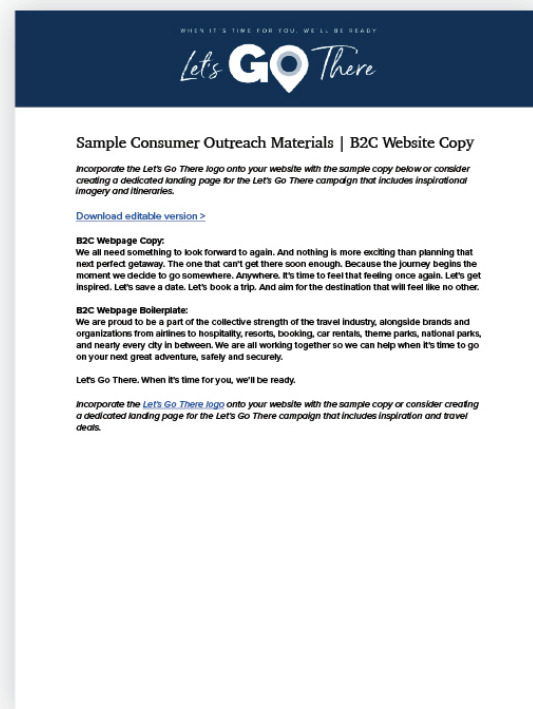 WHEN IT'S TIME FOR YOU, WE'LL BE READY
Let's GO There
Sample Consumer Outreach Materials | B2C Website Copy
Incorporate the Let's Go There logo onto your website with the sample copy below or consider
creating a dedicated landing page for the Let's Go There campaign that includes inspirational
imagery and itineraries.
Download editable version >
B2C Webpage Copy:
We all need something to look forward to again. And nothing is more exciting than planning that
next perfect getaway. The one that can't get there soon enough. Because the journey begins the
moment we decide to go somewhere. Anywhere. It's time to feel that feeling once again. Let's get
inspired. Let's save a date. Let's book a trip. And aim for the destination that will feel like no other.
B2C Webpage Boilerplate:
We are proud to be a part of the collective strength of the travel industry, alongside brands and
organizations from airlines to hospitality, resorts, booking, car rentals, theme parks, national parks,
and nearly every city in between. We are all working together so we can help when it's time to go
on your next great adventure, safely and securely.
Let's Go There. When it's time for you, we'll be ready.
Incorporate the Let's Go There logo onto your website with the sample copy or consider creating
a dedicated landing page for the Let's Go There campaign that includes inspiration and travel
deals.